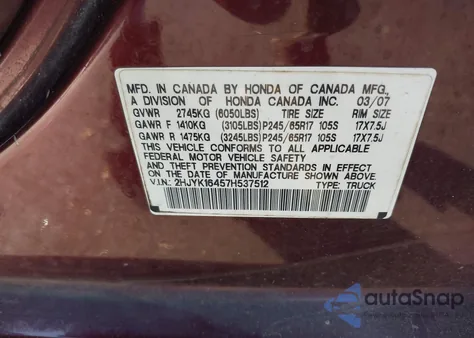 MFD. IN CANADA BY HONDA OF CANADA MFG.,
A DIVISION OF HONDA CANADA INC. 03/07
GVWR 2745KG (6050LBS) TIRE SIZE RIM SIZE
GAWR F 1410KG (3105LBS) P245/65R17 105S 17X7.5J
GAWR R 1475KG (3245LBS) P245/65R17 105S 17X7.5J
THIS VEHICLE CONFORMS TO ALL APPLICABLE
FEDERAL MOTOR VEHICLE SAFETY
AND THEFT PREVENTION STANDARDS IN EFFECT
ON THE DATE OF MANUFACTURE SHOWN ABOVE.
V.I.N.: 2HJYK16457H537512 TYPE: TRUCK
autoSnap